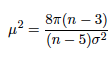 μ² = 8π(n − 3) / (n − 5)σ²